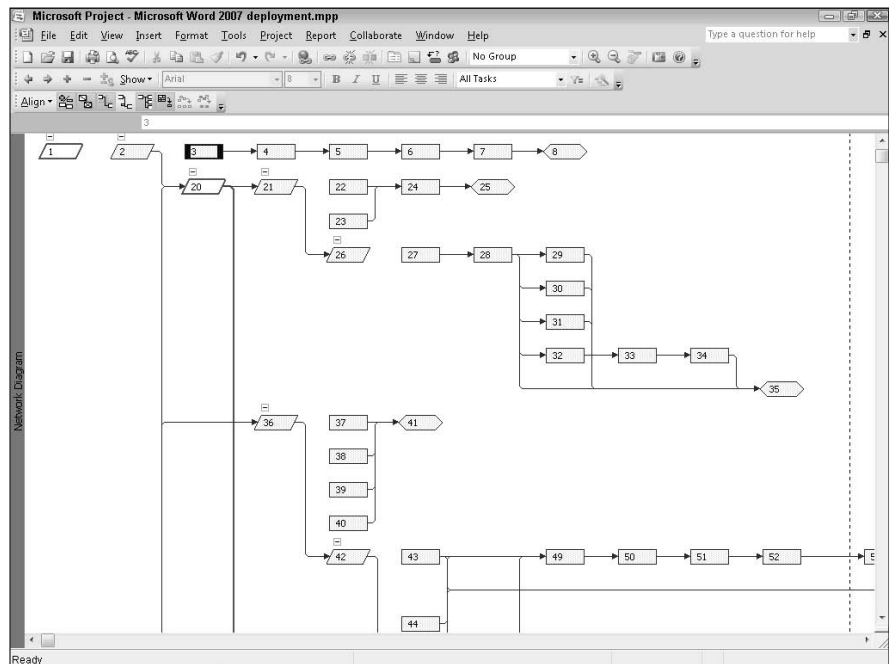 Microsoft Project - Microsoft Word 2007 deployment.mpp
File Edit View Insert Format Tools Project Report Collaborate Window Help Type a question for help
No Group
Show Arial 8 B I U All Tasks
Align
3
1 2 3 4 5 6 7 8
20 21 22 24 25
23
26 27 28 29
30
31
32 33 34
35
Network Diagram
36 37 41
38
39
40
42 43 49 50 51 52 5
44
Ready